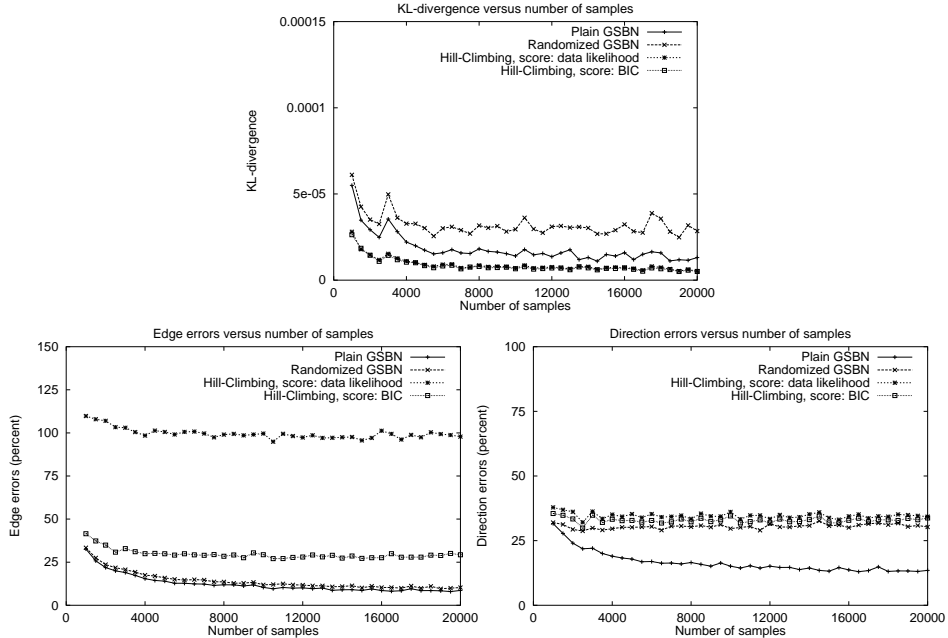 KL-divergence versus number of samples
0.00015
0.0001
5e-05
0
KL-divergence
Plain GSBN
Randomized GSBN
Hill-Climbing, score: data likelihood
Hill-Climbing, score: BIC
0 4000 8000 12000 16000 20000
Number of samples
Edge errors versus number of samples
150
125
100
75
50
25
0
Edge errors (percent)
Plain GSBN
Randomized GSBN
Hill-Climbing, score: data likelihood
Hill-Climbing, score: BIC
0 4000 8000 12000 16000 20000
Number of samples
Direction errors versus number of samples
100
75
50
25
0
Direction errors (percent)
Plain GSBN
Randomized GSBN
Hill-Climbing, score: data likelihood
Hill-Climbing, score: BIC
0 4000 8000 12000 16000 20000
Number of samples